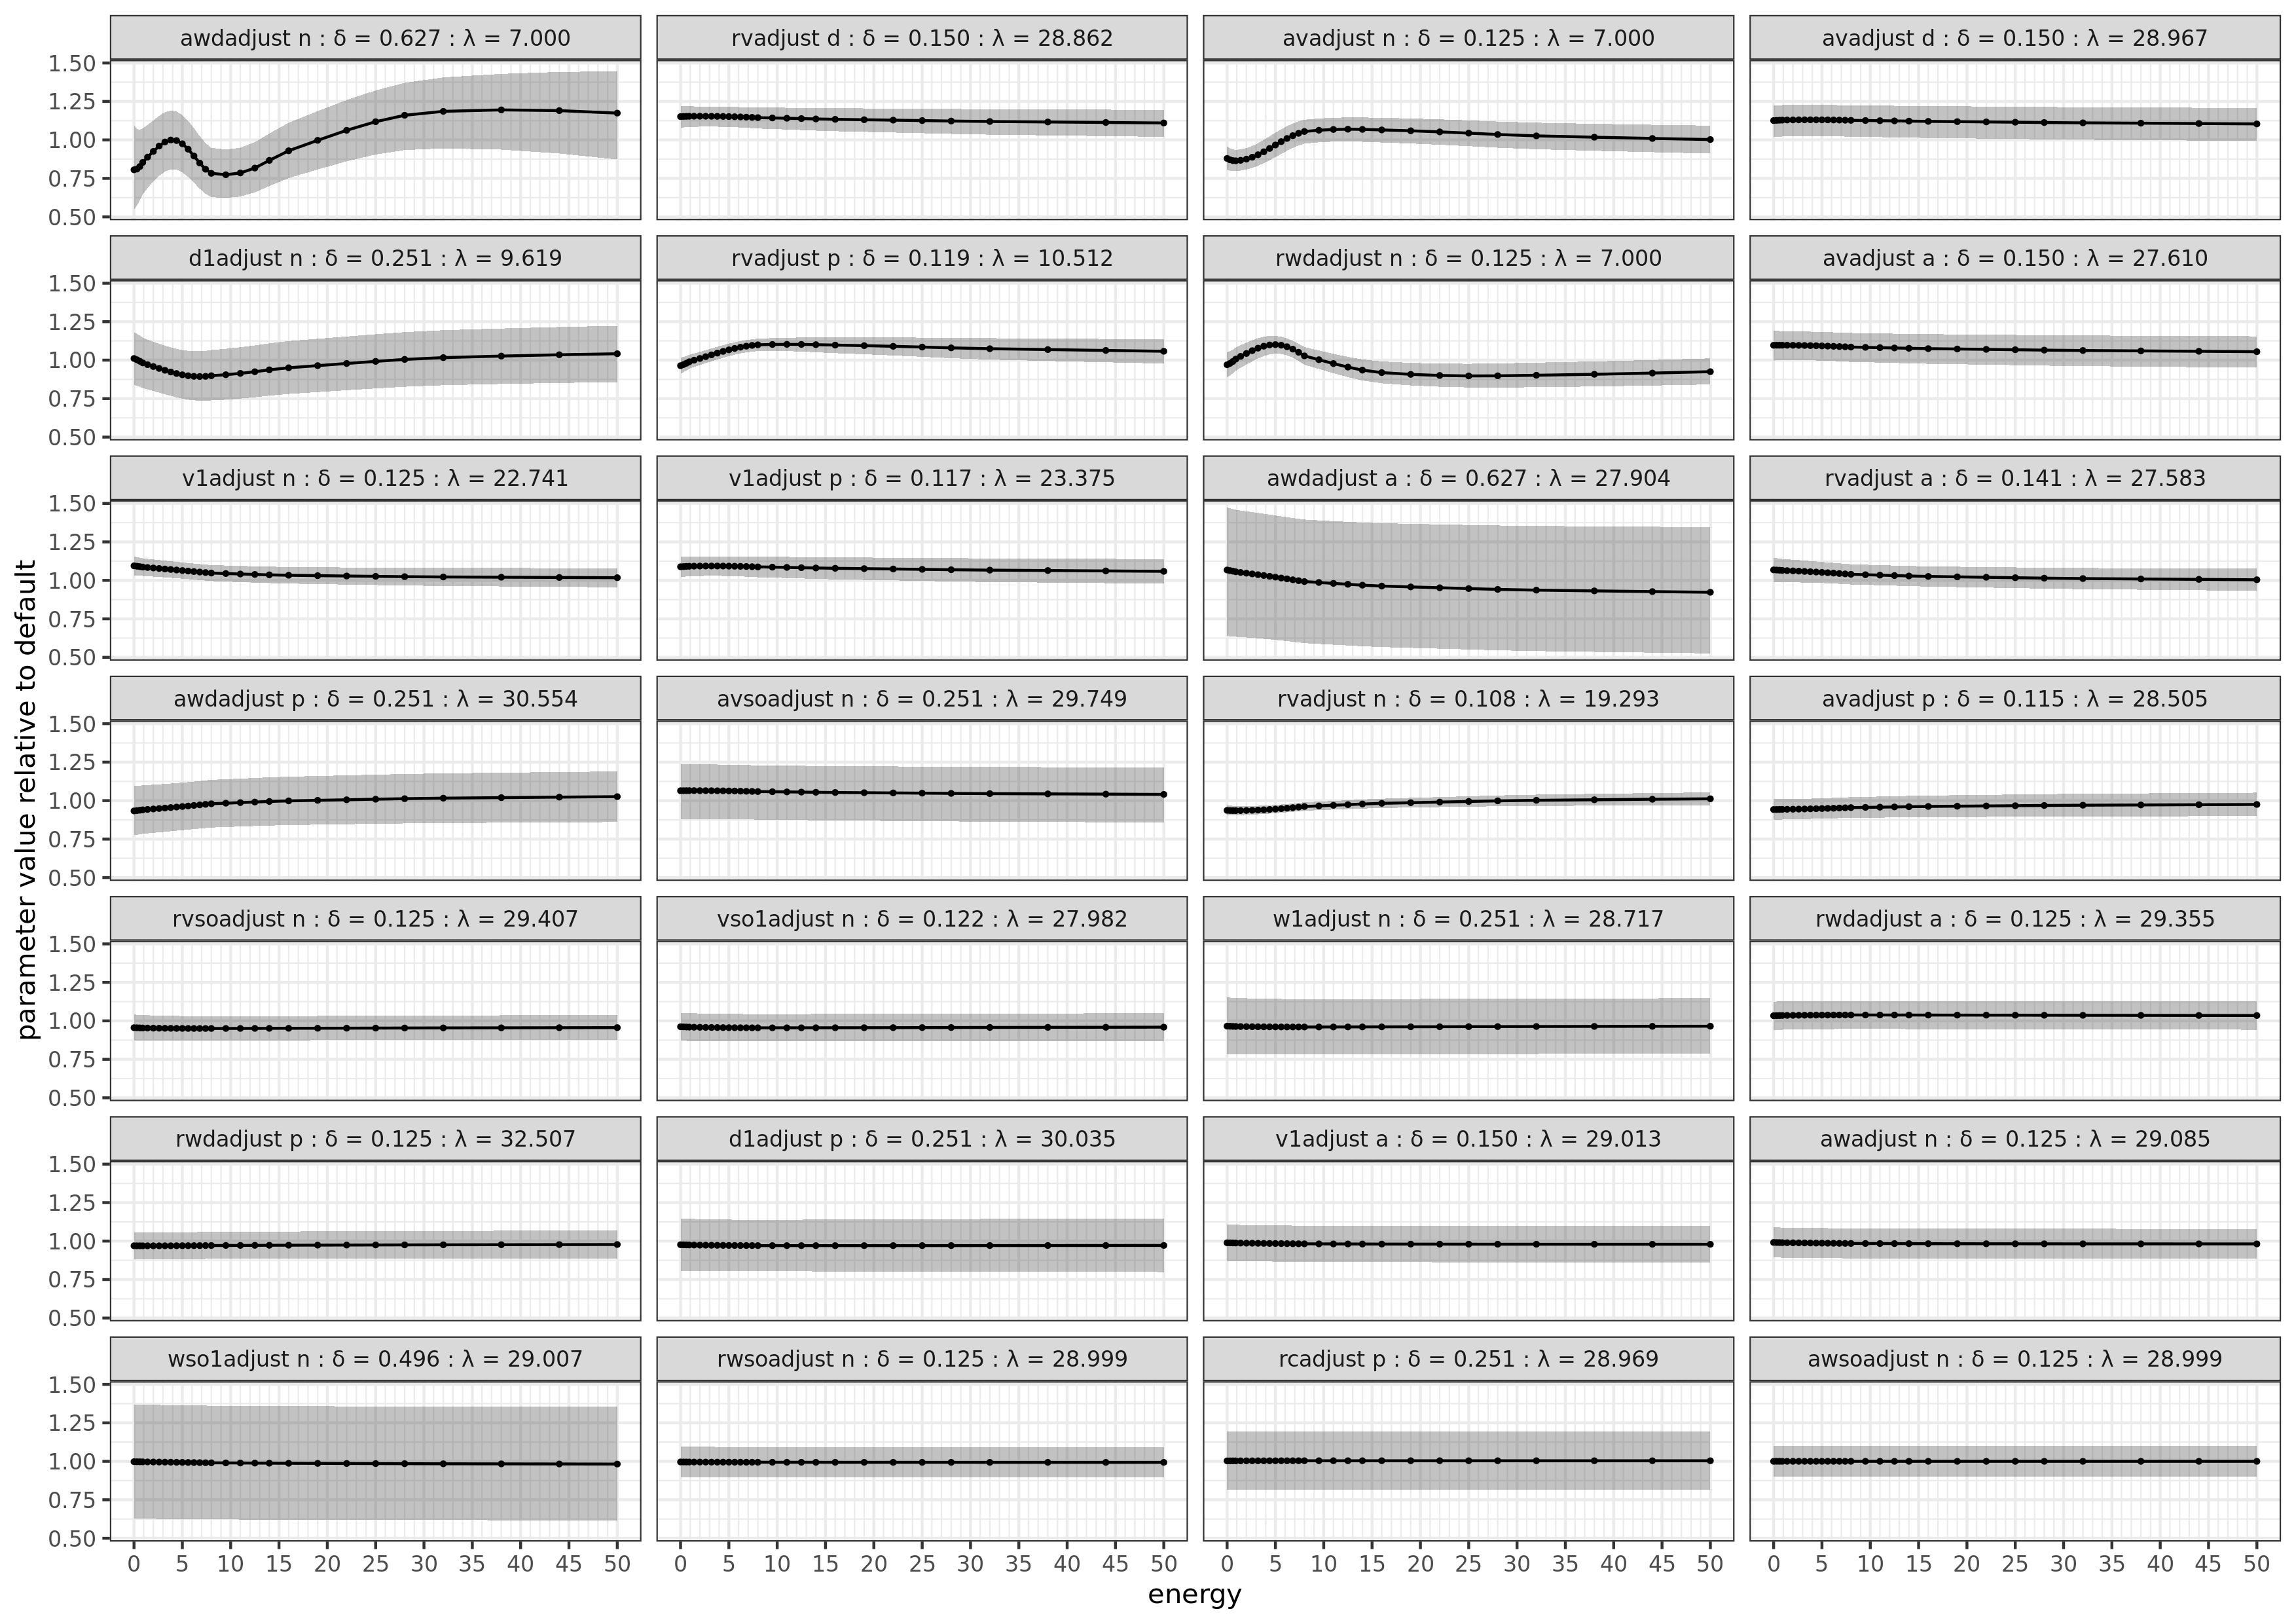 awdadjust n : δ = 0.627 : λ = 7.000
rvadjust d : δ = 0.150 : λ = 28.862
avadjust n : δ = 0.125 : λ = 7.000
avadjust d : δ = 0.150 : λ = 28.967
1.50
1.25
1.00
0.75
0.50
d1adjust n : δ = 0.251 : λ = 9.619
rvadjust p : δ = 0.119 : λ = 10.512
rwdadjust n : δ = 0.125 : λ = 7.000
avadjust a : δ = 0.150 : λ = 27.610
1.50
1.25
1.00
0.75
0.50
v1adjust n : δ = 0.125 : λ = 22.741
v1adjust p : δ = 0.117 : λ = 23.375
awdadjust a : δ = 0.627 : λ = 27.904
rvadjust a : δ = 0.141 : λ = 27.583
1.50
1.25
1.00
0.75
0.50
awdadjust p : δ = 0.251 : λ = 30.554
avsoadjust n : δ = 0.251 : λ = 29.749
rvadjust n : δ = 0.108 : λ = 19.293
avadjust p : δ = 0.115 : λ = 28.505
1.50
1.25
1.00
0.75
0.50
rvsoadjust n : δ = 0.125 : λ = 29.407
vso1adjust n : δ = 0.122 : λ = 27.982
w1adjust n : δ = 0.251 : λ = 28.717
rwdadjust a : δ = 0.125 : λ = 29.355
1.50
1.25
1.00
0.75
0.50
rwdadjust p : δ = 0.125 : λ = 32.507
d1adjust p : δ = 0.251 : λ = 30.035
v1adjust a : δ = 0.150 : λ = 29.013
awadjust n : δ = 0.125 : λ = 29.085
1.50
1.25
1.00
0.75
0.50
wso1adjust n : δ = 0.496 : λ = 29.007
rwsoadjust n : δ = 0.125 : λ = 28.999
rcadjust p : δ = 0.251 : λ = 28.969
awsoadjust n : δ = 0.125 : λ = 28.999
1.50
1.25
1.00
0.75
0.50
0 5 10 15 20 25 30 35 40 45 50
0 5 10 15 20 25 30 35 40 45 50
0 5 10 15 20 25 30 35 40 45 50
0 5 10 15 20 25 30 35 40 45 50
energy
parameter value relative to default